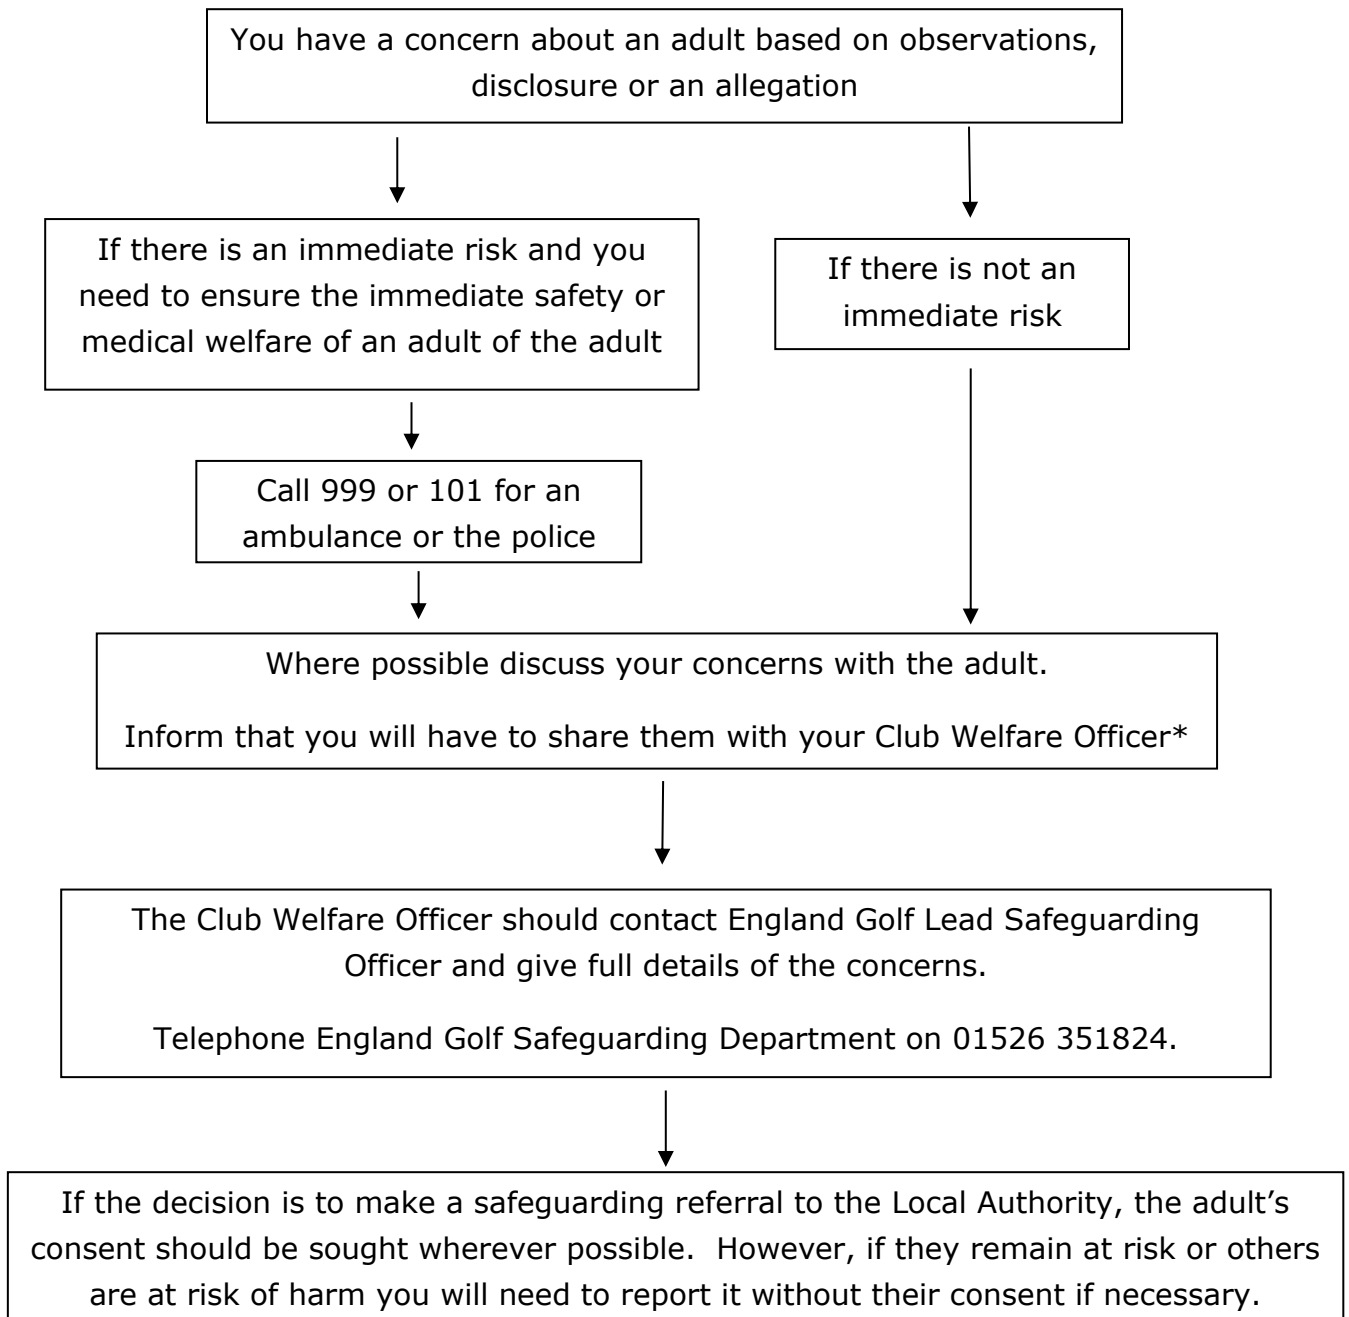 You have a concern about an adult based on observations,
disclosure or an allegation
If there is an immediate risk and you
need to ensure the immediate safety or
medical welfare of an adult of the adult
If there is not an
immediate risk
Call 999 or 101 for an
ambulance or the police
Where possible discuss your concerns with the adult.
Inform that you will have to share them with your Club Welfare Officer*
The Club Welfare Officer should contact England Golf Lead Safeguarding
Officer and give full details of the concerns.
Telephone England Golf Safeguarding Department on 01526 351824.
If the decision is to make a safeguarding referral to the Local Authority, the adult’s
consent should be sought wherever possible.  However, if they remain at risk or others
are at risk of harm you will need to report it without their consent if necessary.